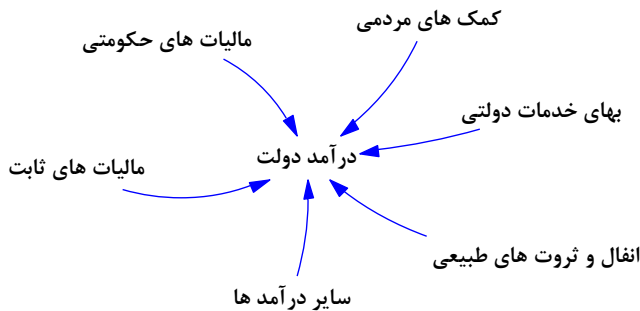 کمک های مردمی
مالیات های حکومتی
بهای خدمات دولتی
درآمد دولت
مالیات های ثابت
انفال و ثروت های طبیعی
سایر درآمد ها